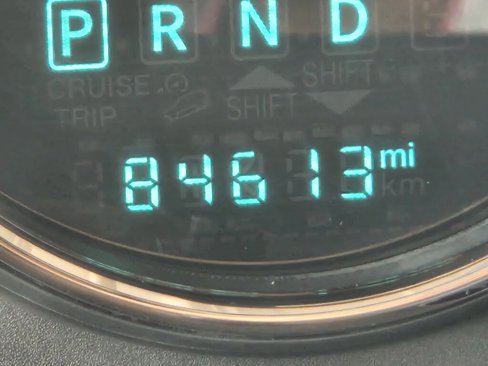 P R N D
CRUISE SHIFT
TRIP SHIFT
84613 mi
km